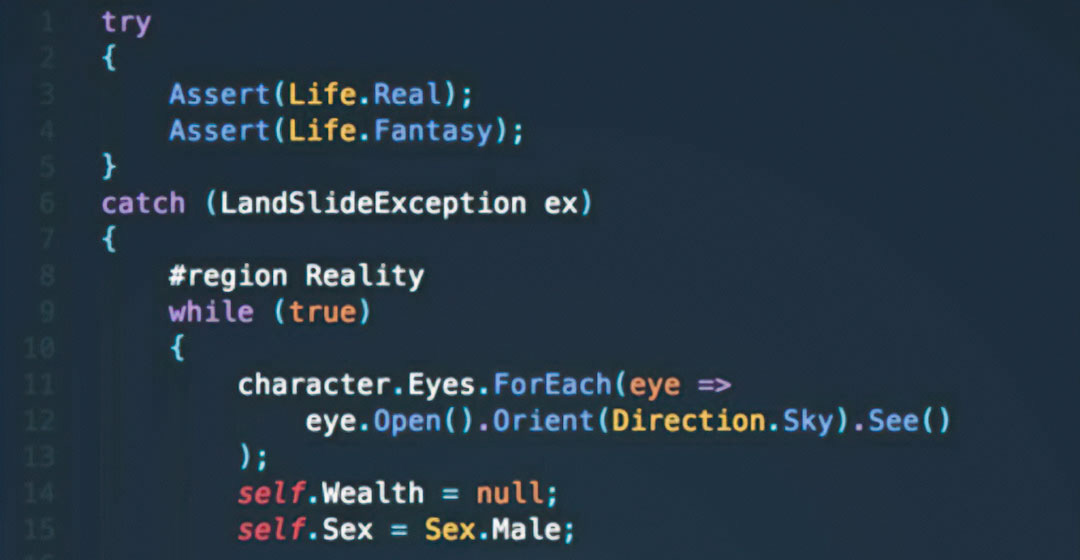 1 try
2 {
3     Assert(Life.Real);
4     Assert(Life.Fantasy);
5 }
6 catch (LandSlideException ex)
7 {
8     #region Reality
9     while (true)
10     {
11         character.Eyes.ForEach(eye =>
12             eye.Open().Orient(Direction.Sky).See()
13         );
14         self.Wealth = null;
15         self.Sex = Sex.Male;